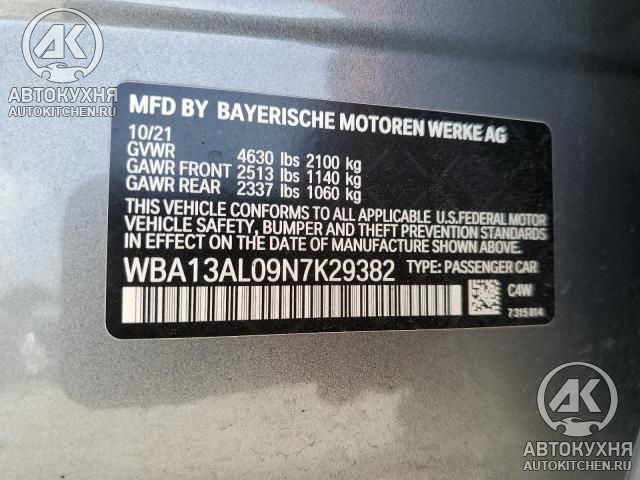 АК
АВТОКУХНЯ
AUTOKITCHEN.RU
MFD BY BAYERISCHE MOTOREN WERKE AG
10/21
GVWR 4630 lbs 2100 kg
GAWR FRONT 2513 lbs 1140 kg
GAWR REAR 2337 lbs 1060 kg
THIS VEHICLE CONFORMS TO ALL APPLICABLE U.S.FEDERAL MOTOR
VEHICLE SAFETY, BUMPER AND THEFT PREVENTION STANDARDS
IN EFFECT ON THE DATE OF MANUFACTURE SHOWN ABOVE.
WBA13AL09N7K29382 TYPE: PASSENGER CAR
C4W
7315814
АК
АВТОКУХНЯ
AUTOKITCHEN.RU